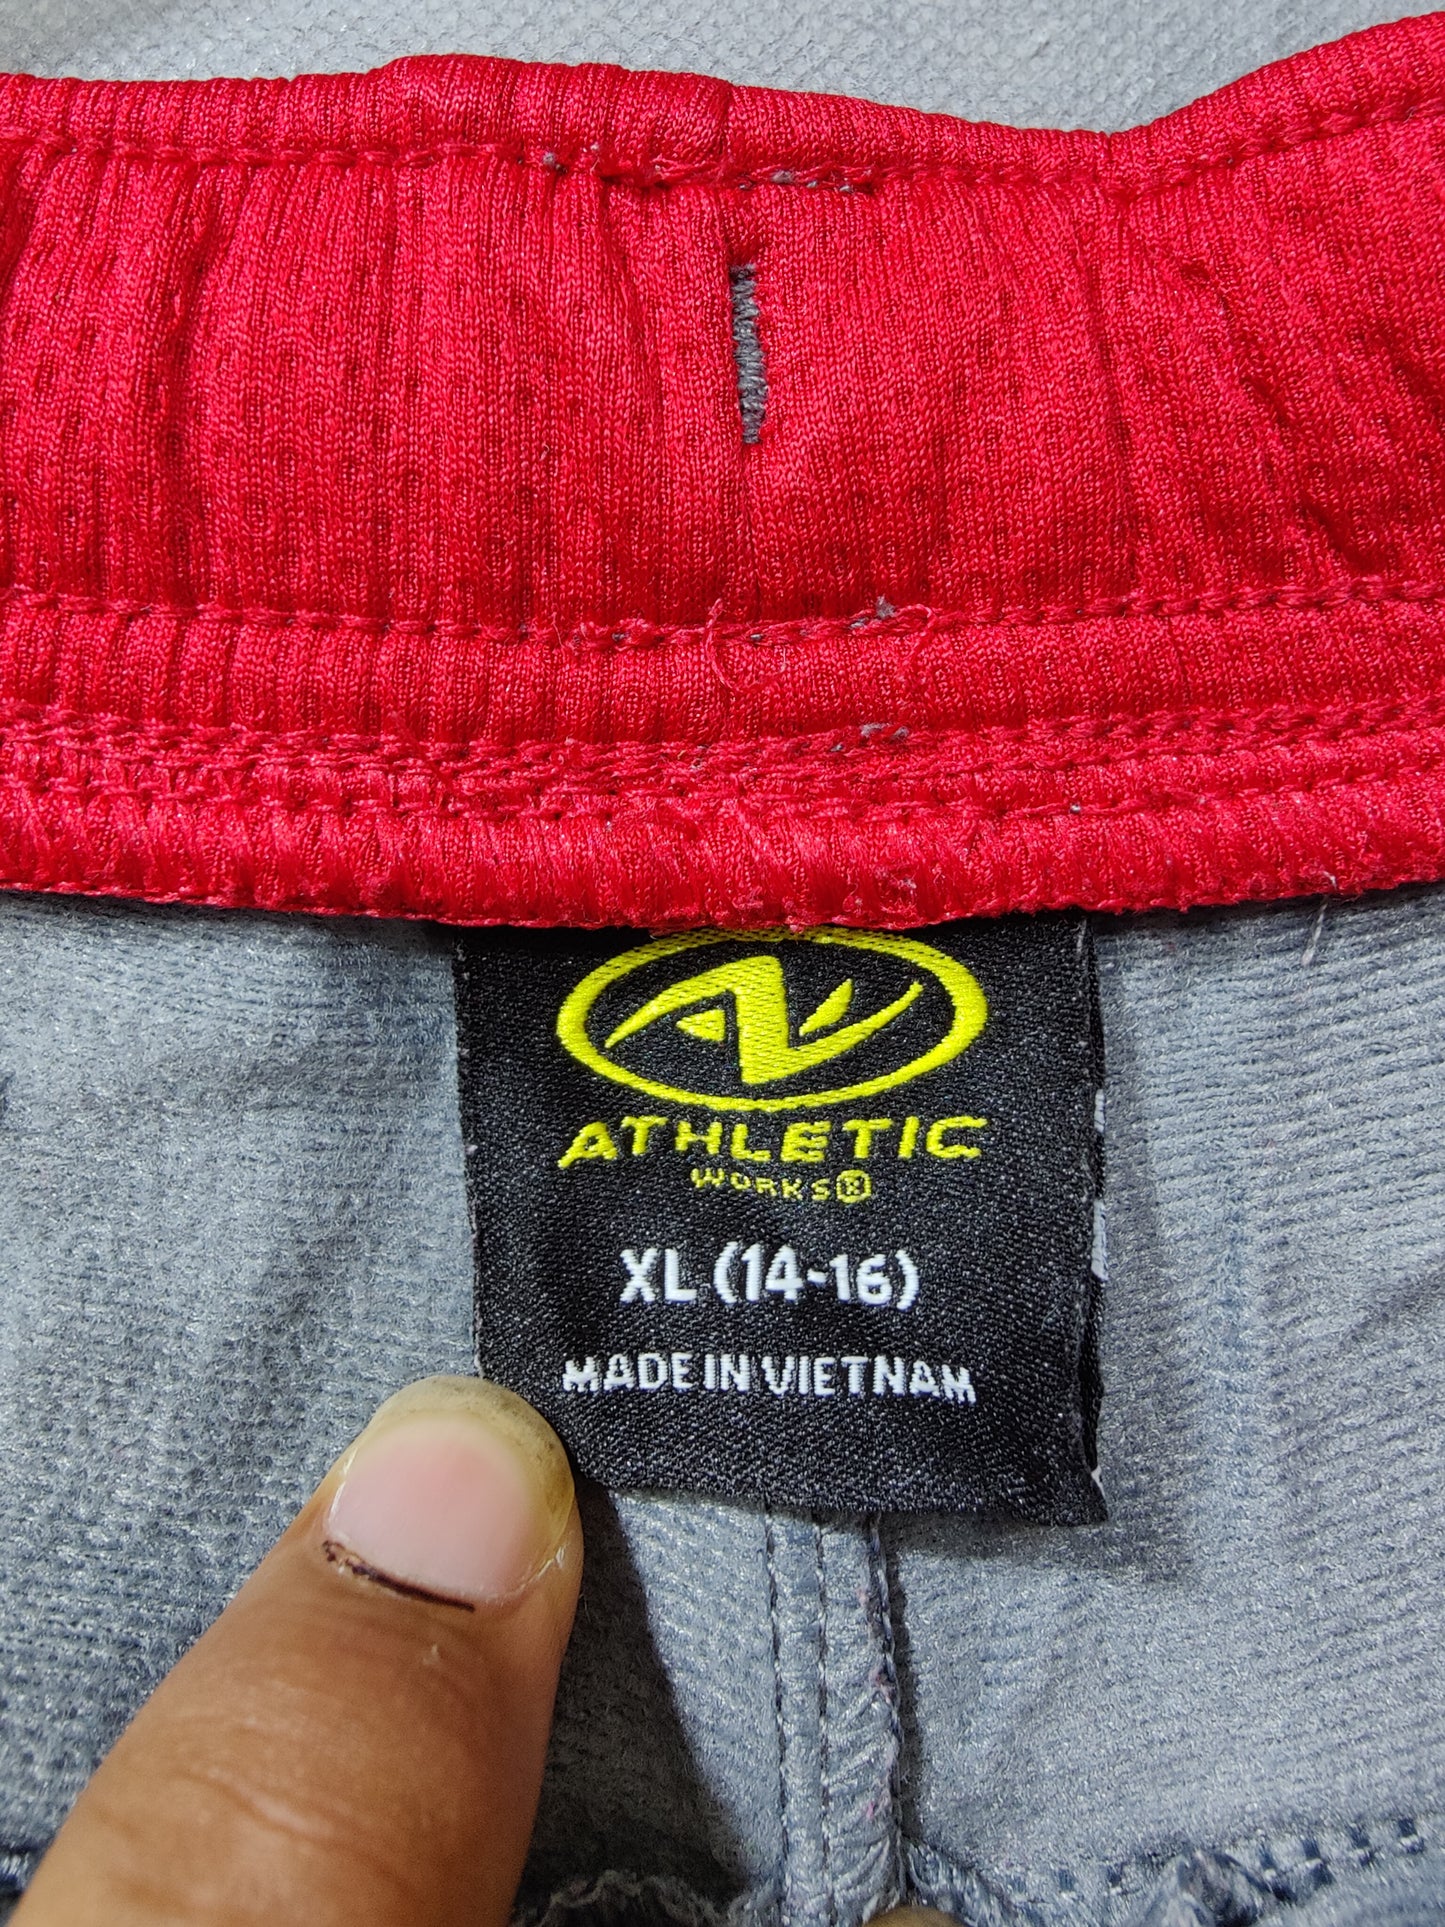 ATHLETIC
WORKS®
XL (14-16)
MADE IN VIETNAM